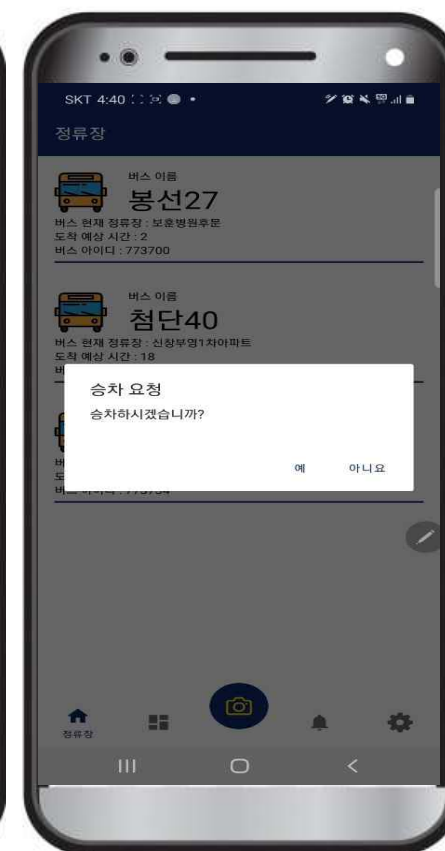 SKT 4:40
정류장
버스 이름
봉선27
버스 현재 정류장 : 보훈병원후문
도착 예상 시간 : 2
버스 아이디 : 773700
버스 이름
첨단40
버스 현재 정류장 : 신창부영1차아파트
도착 예상 시간 : 18
승차 요청
승차하시겠습니까?
예 아니요
정류장